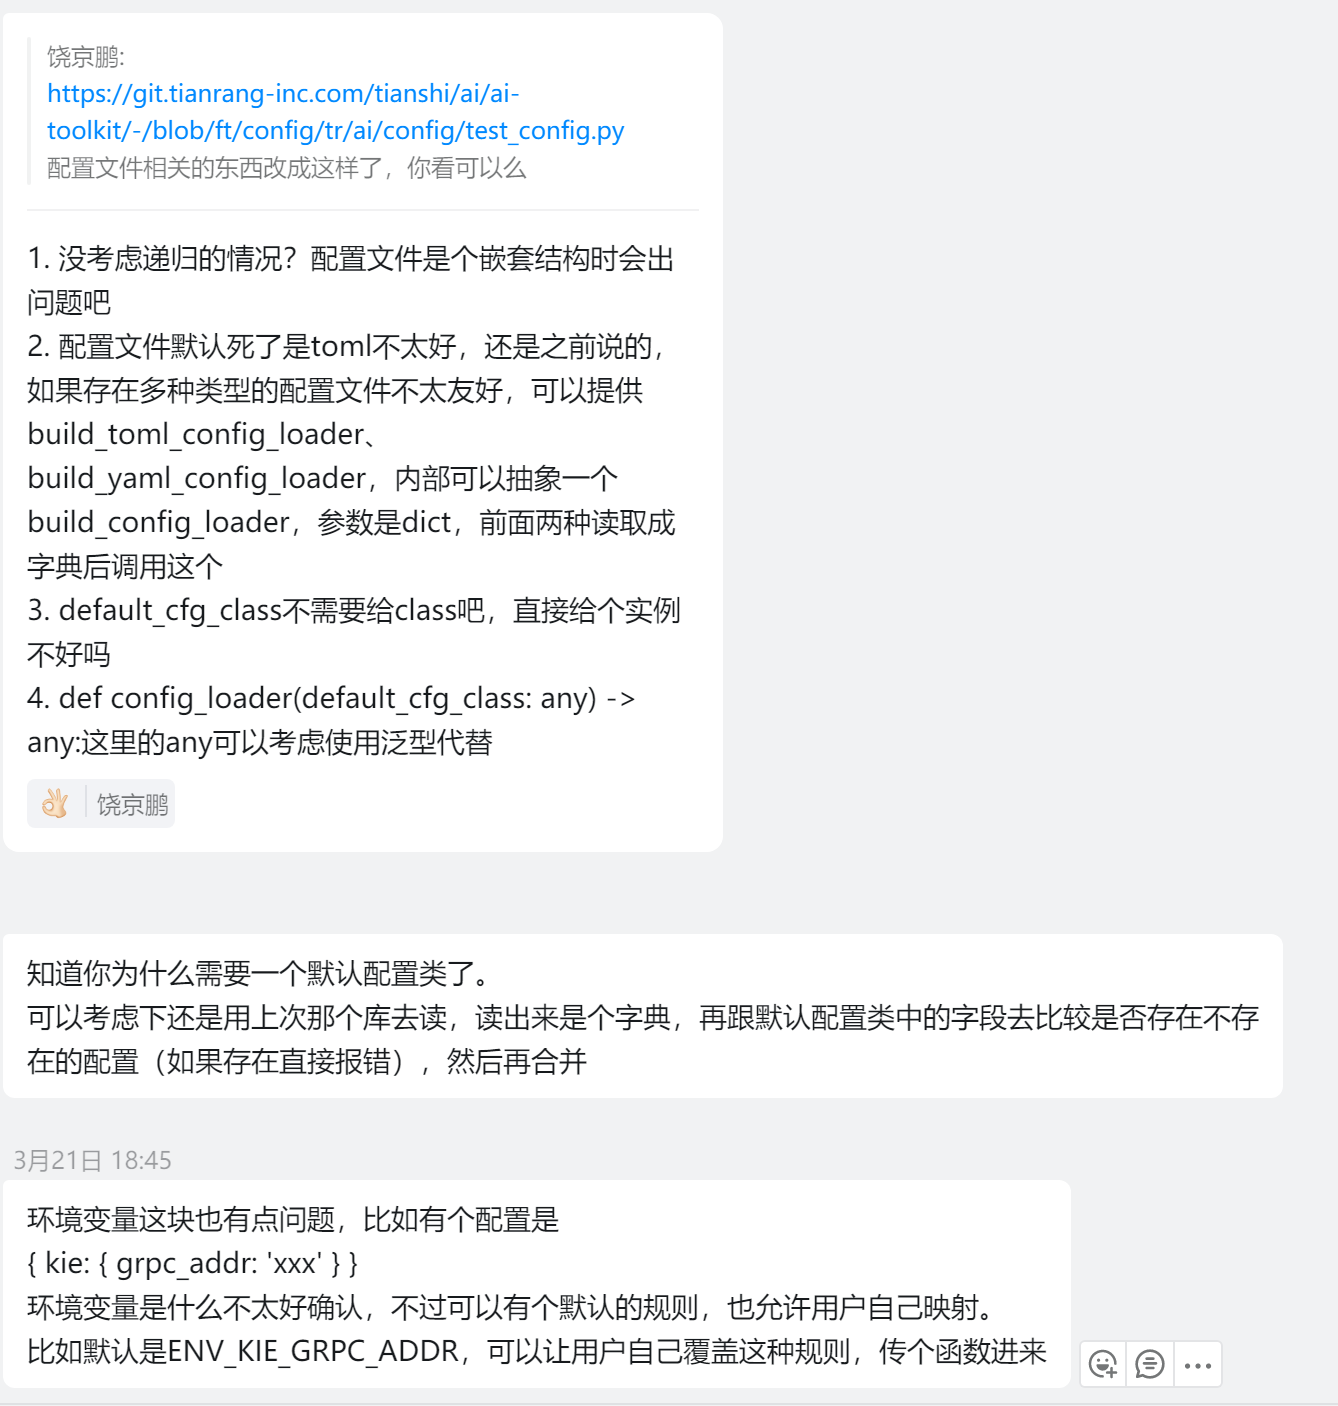 饶京鹏:
https://git.tianrang-inc.com/tianshi/ai/ai-
toolkit/-/blob/ft/config/tr/ai/config/test_config.py
配置文件相关的东西改成这样了，你看可以么
1. 没考虑递归的情况？配置文件是个嵌套结构时会出
问题吧
2. 配置文件默认死了是toml不太好，还是之前说的，
如果存在多种类型的配置文件不太友好，可以提供
build_toml_config_loader、
build_yaml_config_loader，内部可以抽象一个
build_config_loader，参数是dict，前面两种读取成
字典后调用这个
3. default_cfg_class不需要给class吧，直接给个实例
不好吗
4. def config_loader(default_cfg_class: any) ->
any:这里的any可以考虑使用泛型代替
饶京鹏
知道你为什么需要一个默认配置类了。
可以考虑下还是用上次那个库去读，读出来是个字典，再跟默认配置类中的字段去比较是否存在不存
在的配置（如果存在直接报错），然后再合并
3月21日 18:45
环境变量这块也有点问题，比如有个配置是
{ kie: { grpc_addr: 'xxx' } }
环境变量是什么不太好确认，不过可以有个默认的规则，也允许用户自己映射。
比如默认是ENV_KIE_GRPC_ADDR，可以让用户自己覆盖这种规则，传个函数进来